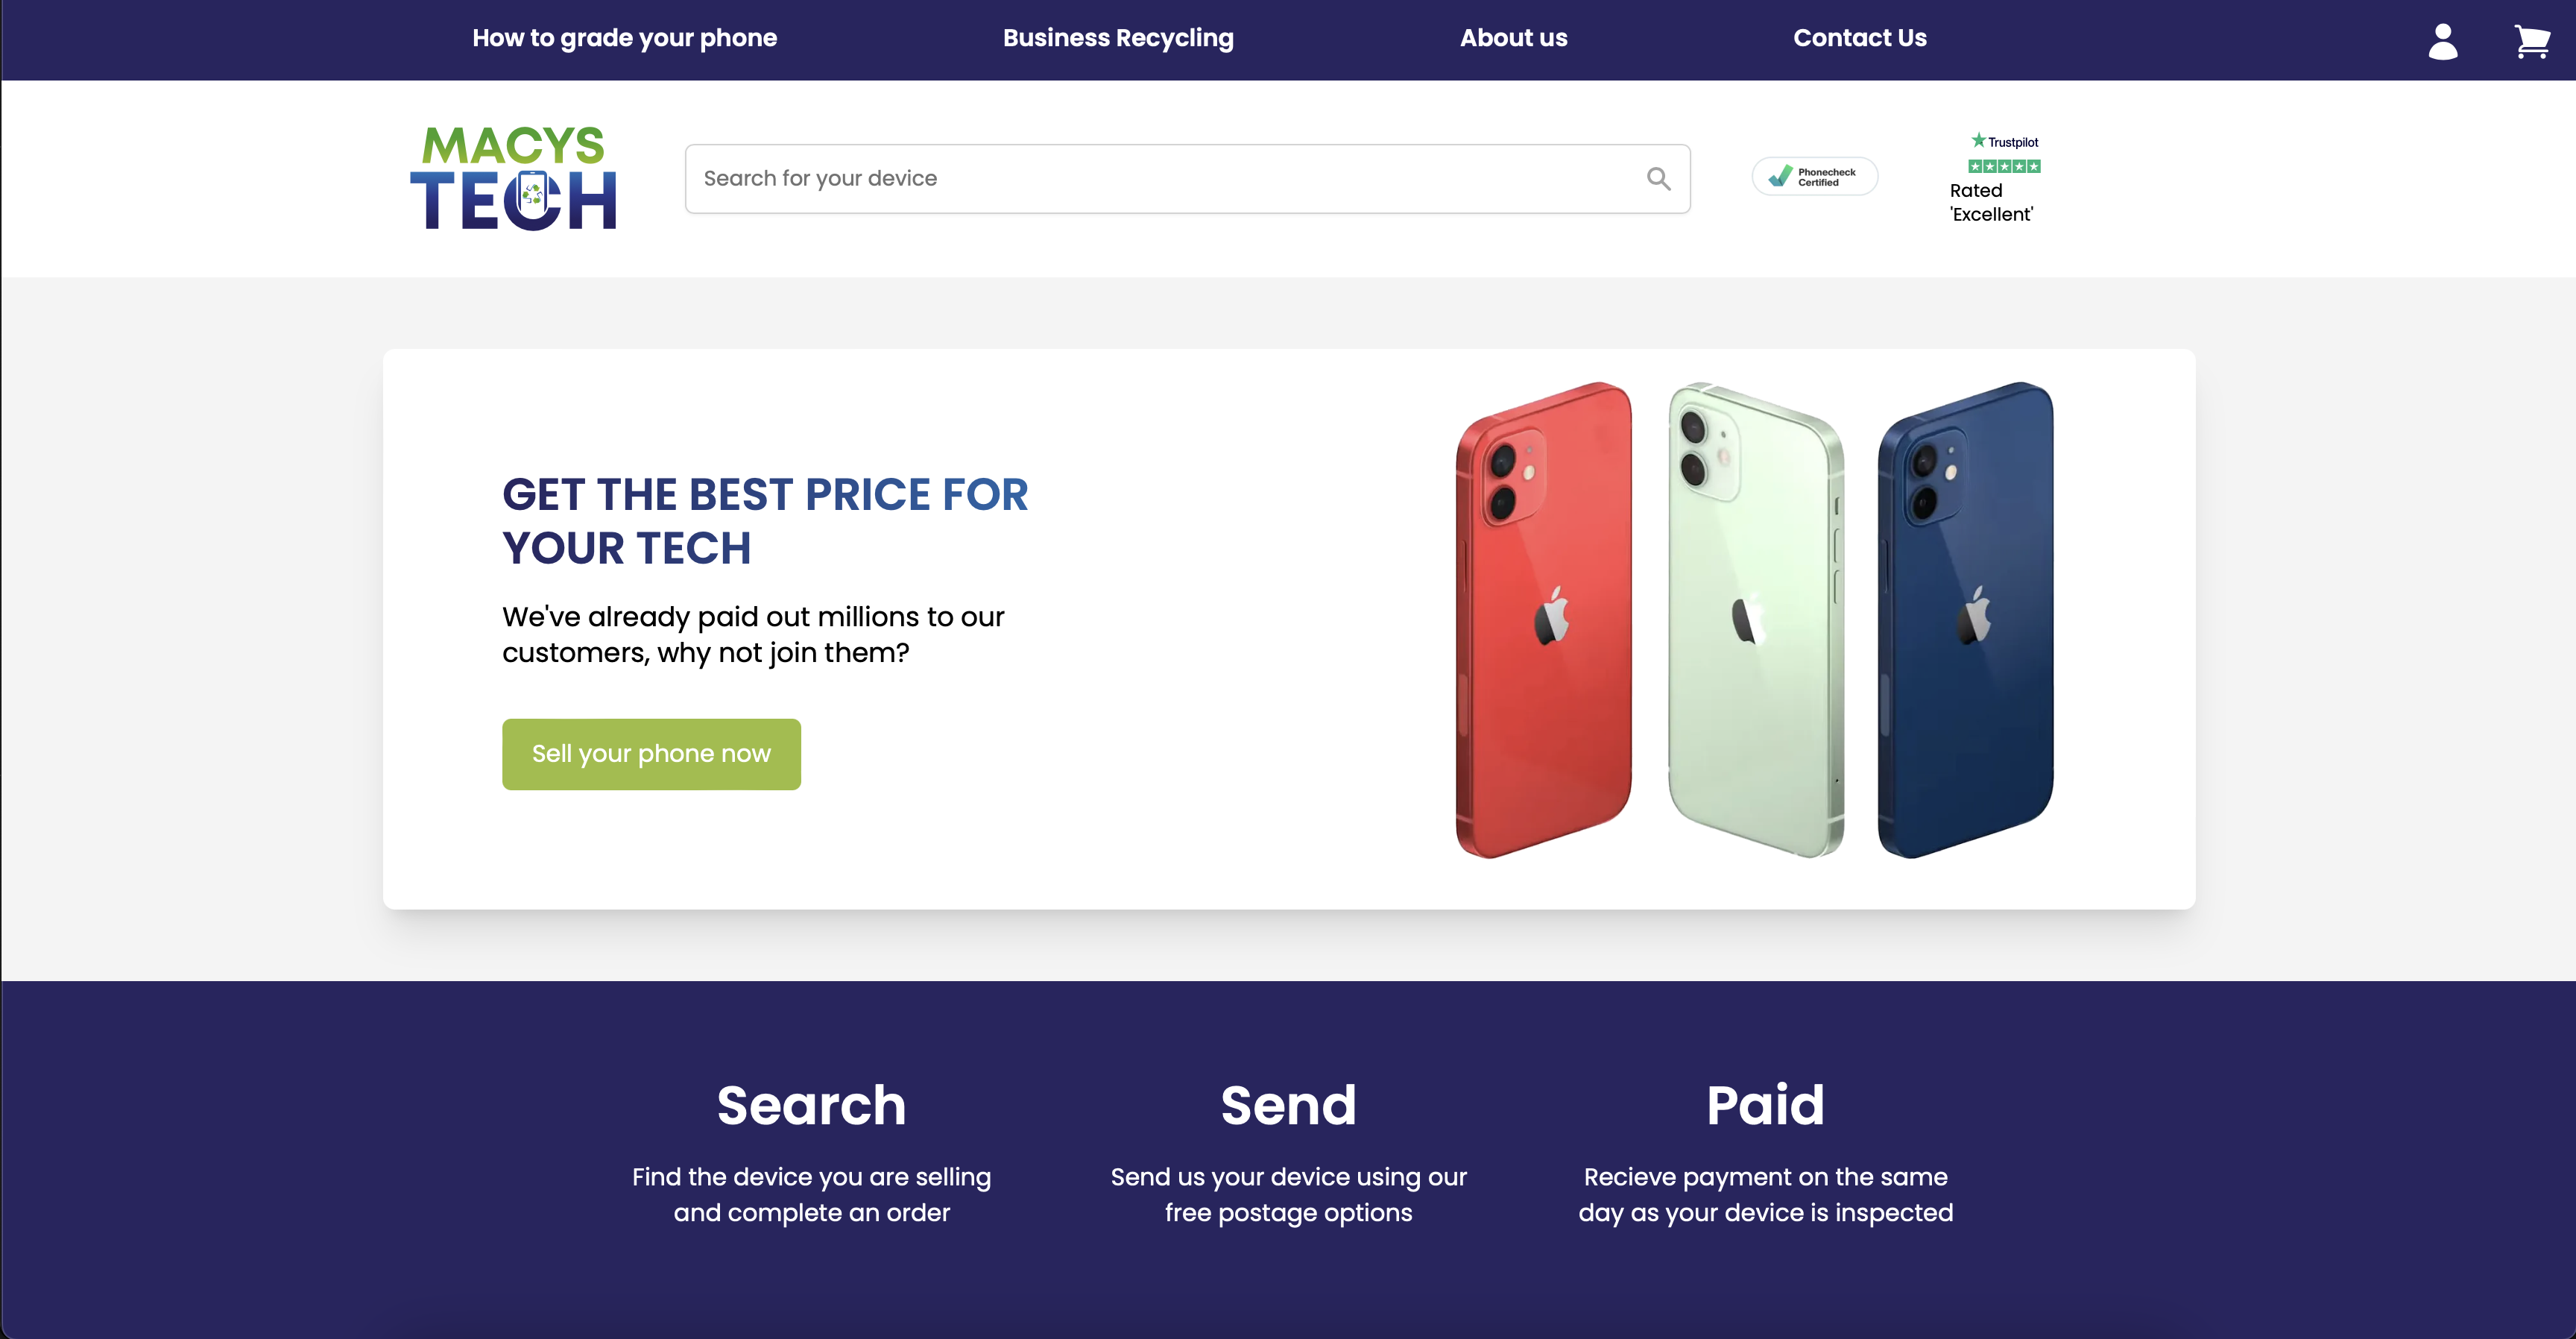 How to grade your phone
Business Recycling
About us
Contact Us
MACYS
TECH
Search for your device
Phonecheck
Certified
Trustpilot
Rated
'Excellent'
GET THE BEST PRICE FOR
YOUR TECH
We've already paid out millions to our
customers, why not join them?
Sell your phone now
Search
Find the device you are selling
and complete an order
Send
Send us your device using our
free postage options
Paid
Recieve payment on the same
day as your device is inspected